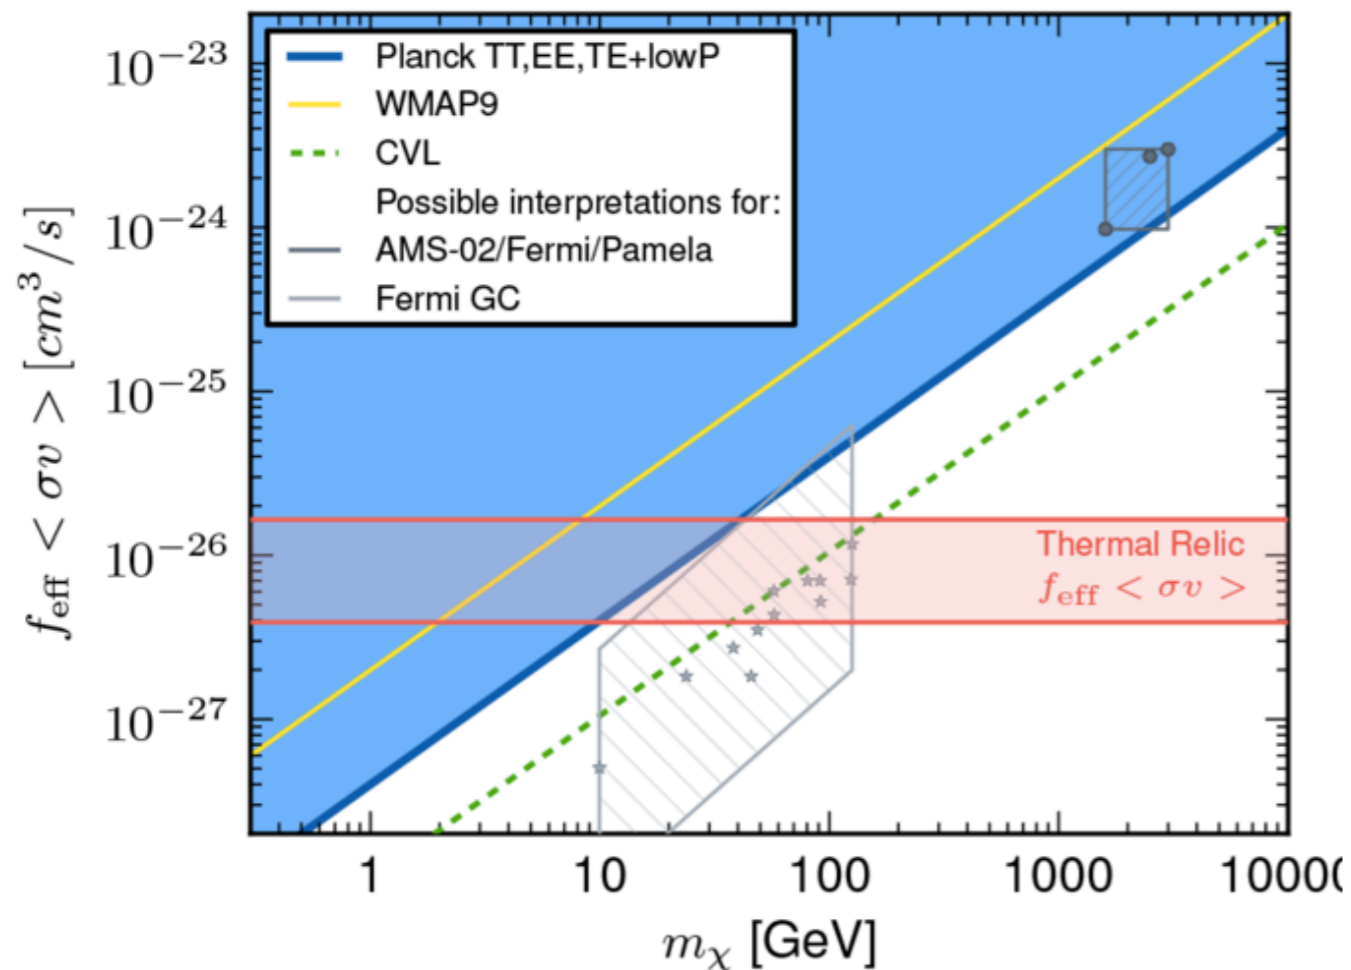 Planck TT,EE,TE+lowP
WMAP9
CVL
Possible interpretations for:
AMS-02/Fermi/Pamela
Fermi GC
Thermal Relic
f_eff < σv >
10⁻²³
10⁻²⁴
10⁻²⁵
10⁻²⁶
10⁻²⁷
f_eff < σv > [cm³/s]
1 10 100 1000 1000
m_χ [GeV]